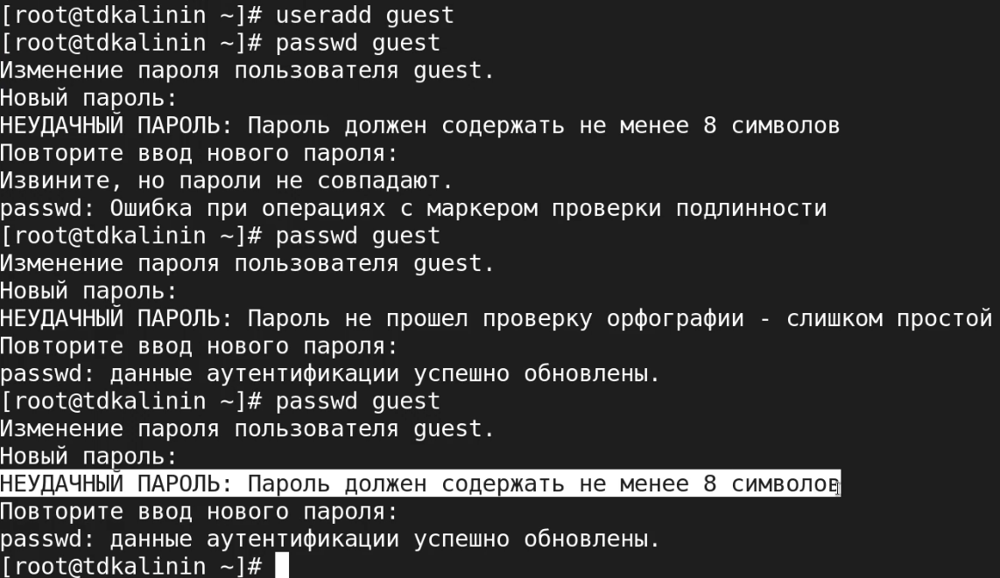 [root@tdkalinin ~]# useradd guest
[root@tdkalinin ~]# passwd guest
Изменение пароля пользователя guest.
Новый пароль:
НЕУДАЧНЫЙ ПАРОЛЬ: Пароль должен содержать не менее 8 символов
Повторите ввод нового пароля:
Извините, но пароли не совпадают.
passwd: Ошибка при операциях с маркером проверки подлинности
[root@tdkalinin ~]# passwd guest
Изменение пароля пользователя guest.
Новый пароль:
НЕУДАЧНЫЙ ПАРОЛЬ: Пароль не прошел проверку орфографии - слишком простой
Повторите ввод нового пароля:
passwd: данные аутентификации успешно обновлены.
[root@tdkalinin ~]# passwd guest
Изменение пароля пользователя guest.
Новый пароль:
НЕУДАЧНЫЙ ПАРОЛЬ: Пароль должен содержать не менее 8 символов
Повторите ввод нового пароля:
passwd: данные аутентификации успешно обновлены.
[root@tdkalinin ~]#